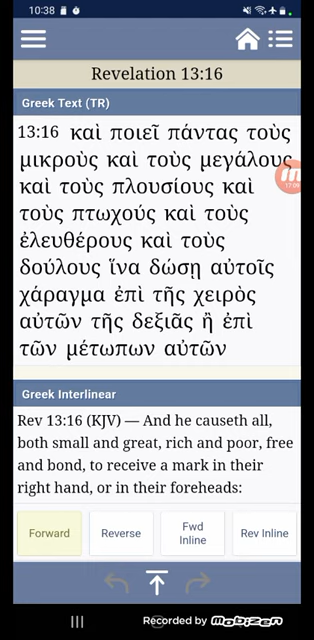 10:38
Revelation 13:16
Greek Text (TR)
13:16 καὶ ποιεῖ πάντας τοὺς
μικροὺς καὶ τοὺς μεγάλους
καὶ τοὺς πλουσίους καὶ
τοὺς πτωχούς καὶ τοὺς
ἐλευθέρους καὶ τοὺς
δούλους ἵνα δώσῃ αὐτοῖς
χάραγμα ἐπὶ τῆς χειρὸς
αὐτῶν τῆς δεξιᾶς ἢ ἐπὶ
τῶν μέτωπων αὐτῶν
17:09
Greek Interlinear
Rev 13:16 (KJV) — And he causeth all,
both small and great, rich and poor, free
and bond, to receive a mark in their
right hand, or in their foreheads:
Forward
Reverse
Fwd
Inline
Rev Inline
Recorded by Mobizen